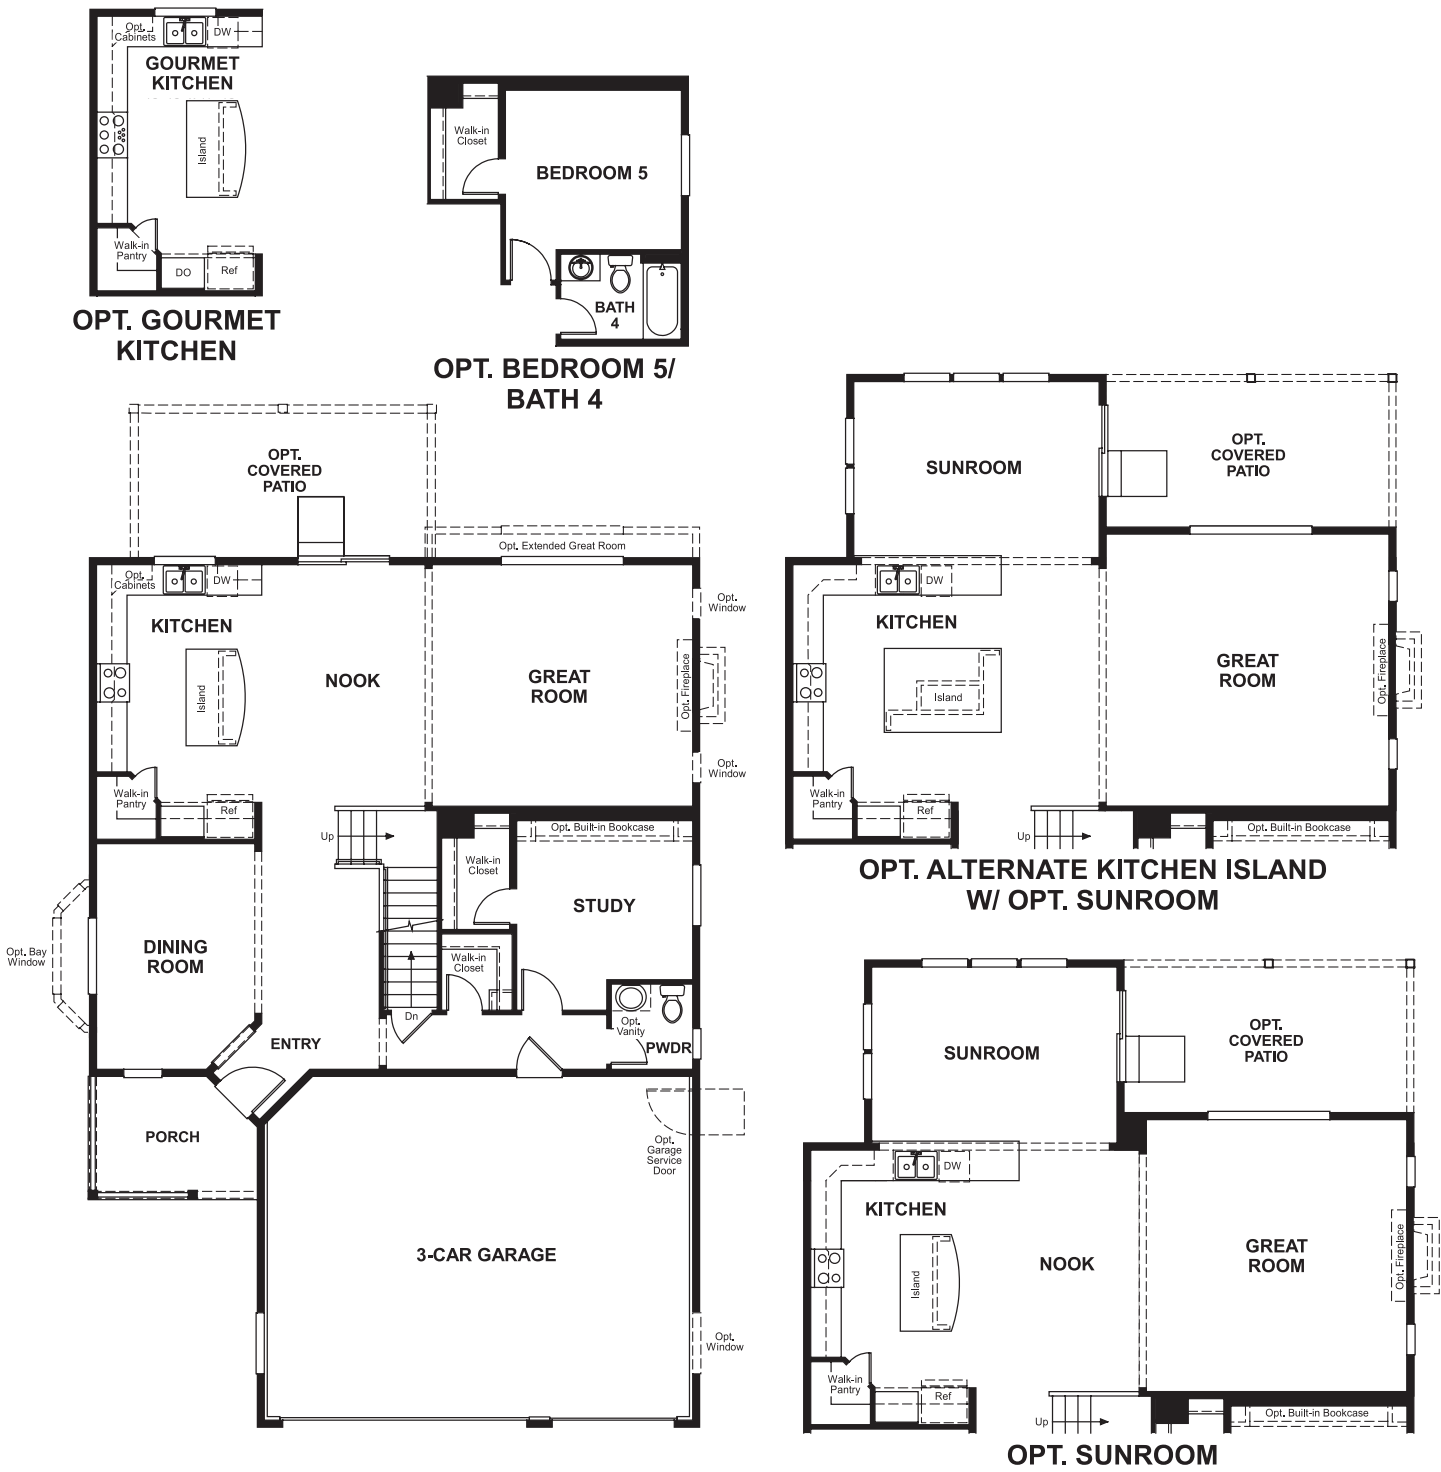 Opt.
Cabinets
DW
GOURMET
KITCHEN
Island
Walk-in
Pantry
DO
Ref
OPT. GOURMET
KITCHEN
Walk-in
Closet
BEDROOM 5
BATH
4
OPT. BEDROOM 5/
BATH 4
OPT.
COVERED
PATIO
Opt. Extended Great Room
Opt.
Cabinets
DW
Opt.
Window
KITCHEN
NOOK
GREAT
ROOM
Island
Opt. Fireplace
Opt.
Window
Walk-in
Pantry
Ref
Up
Opt. Built-in Bookcase
Walk-in
Closet
STUDY
Opt. Bay
Window
DINING
ROOM
Walk-in
Closet
Dn
Opt.
Vanity
PWDR
ENTRY
PORCH
Opt.
Garage
Service
Door
3-CAR GARAGE
Opt.
Window
SUNROOM
OPT.
COVERED
PATIO
DW
KITCHEN
Island
GREAT
ROOM
Opt. Fireplace
Walk-in
Pantry
Ref
Up
Opt. Built-in Bookcase
OPT. ALTERNATE KITCHEN ISLAND
W/ OPT. SUNROOM
SUNROOM
OPT.
COVERED
PATIO
DW
KITCHEN
NOOK
GREAT
ROOM
Island
Opt. Fireplace
Walk-in
Pantry
Ref
Up
Opt. Built-in Bookcase
OPT. SUNROOM